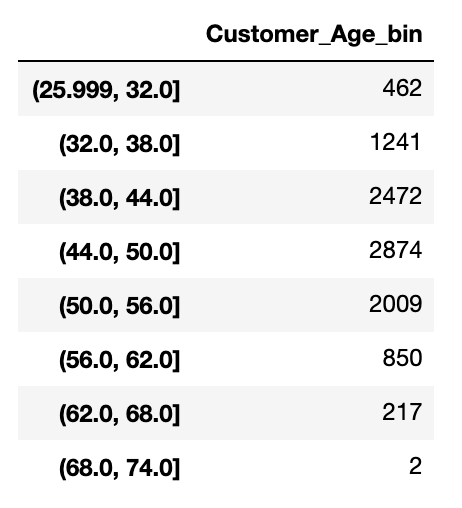 Customer_Age_bin
(25.999, 32.0] 462
(32.0, 38.0] 1241
(38.0, 44.0] 2472
(44.0, 50.0] 2874
(50.0, 56.0] 2009
(56.0, 62.0] 850
(62.0, 68.0] 217
(68.0, 74.0] 2